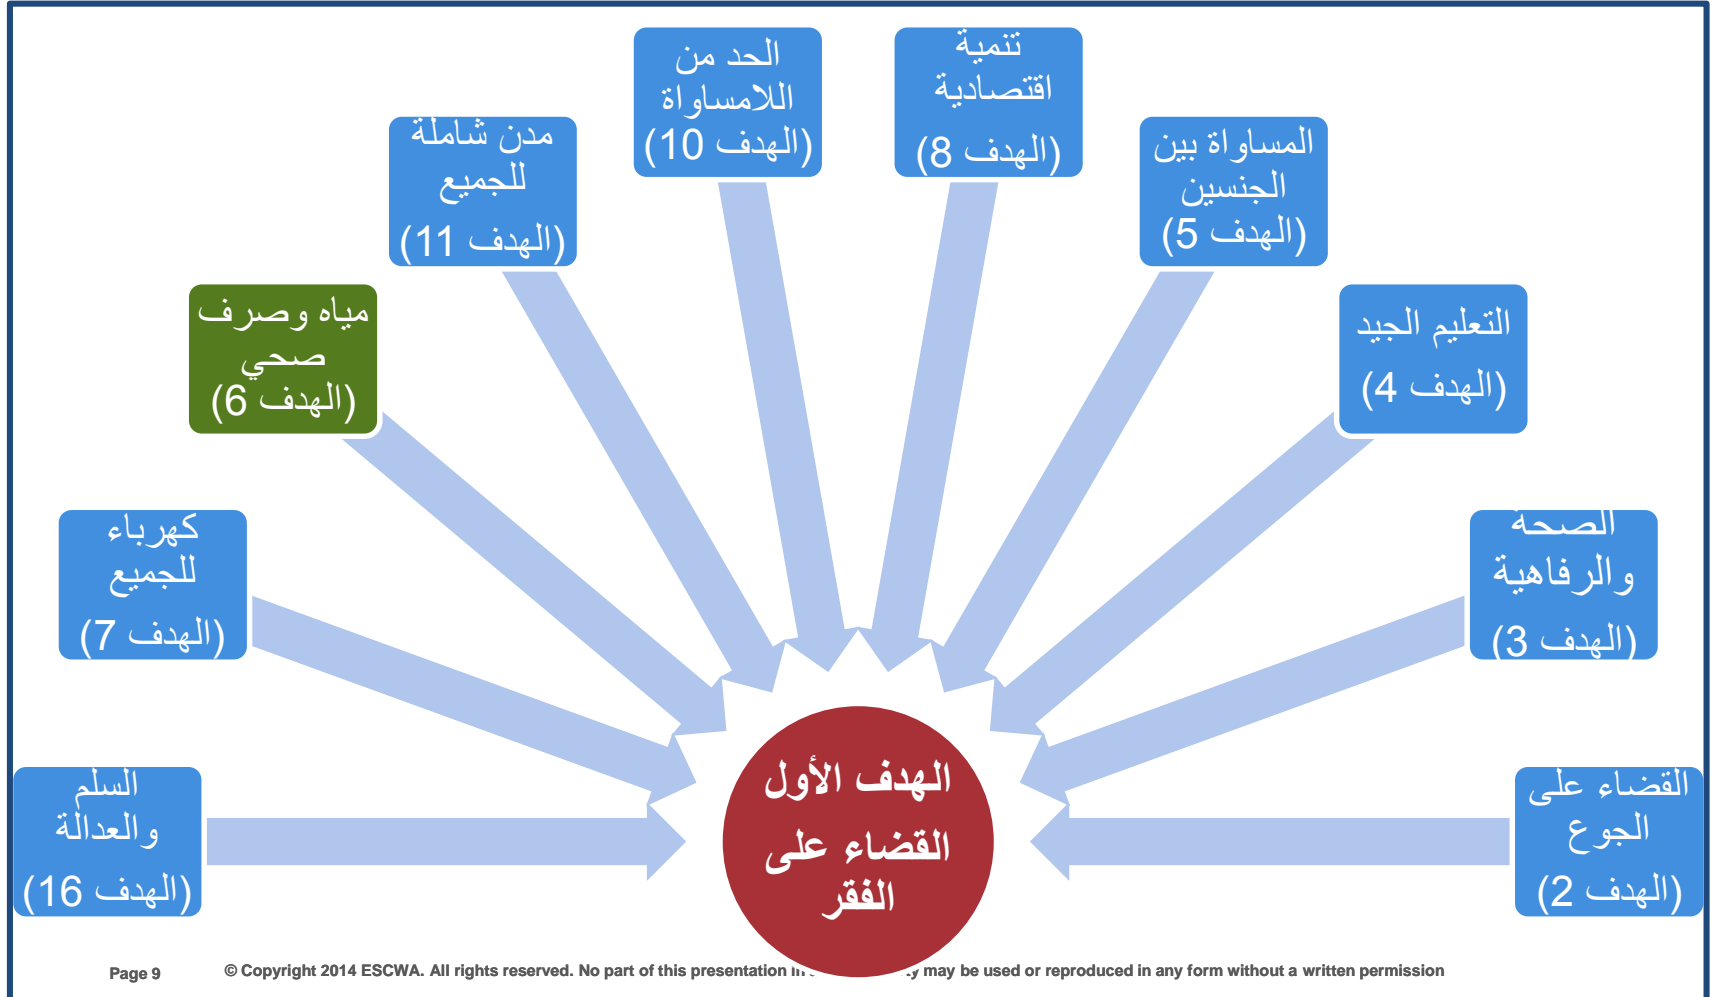 تنمية
اقتصادية
(الهدف 8)
الحد من
اللامساواة
(الهدف 10)
المساواة بين
الجنسين
(الهدف 5)
مدن شاملة
للجميع
(الهدف 11)
التعليم الجيد
(الهدف 4)
مياه وصرف
صحي
(الهدف 6)
الصحة
والرفاهية
(الهدف 3)
كهرباء
للجميع
(الهدف 7)
القضاء على
الجوع
(الهدف 2)
السلم
والعدالة
(الهدف 16)
الهدف الأول
القضاء على
الفقر
Page 9
© Copyright 2014 ESCWA. All rights reserved. No part of this presentation in may be used or reproduced in any form without a written permission